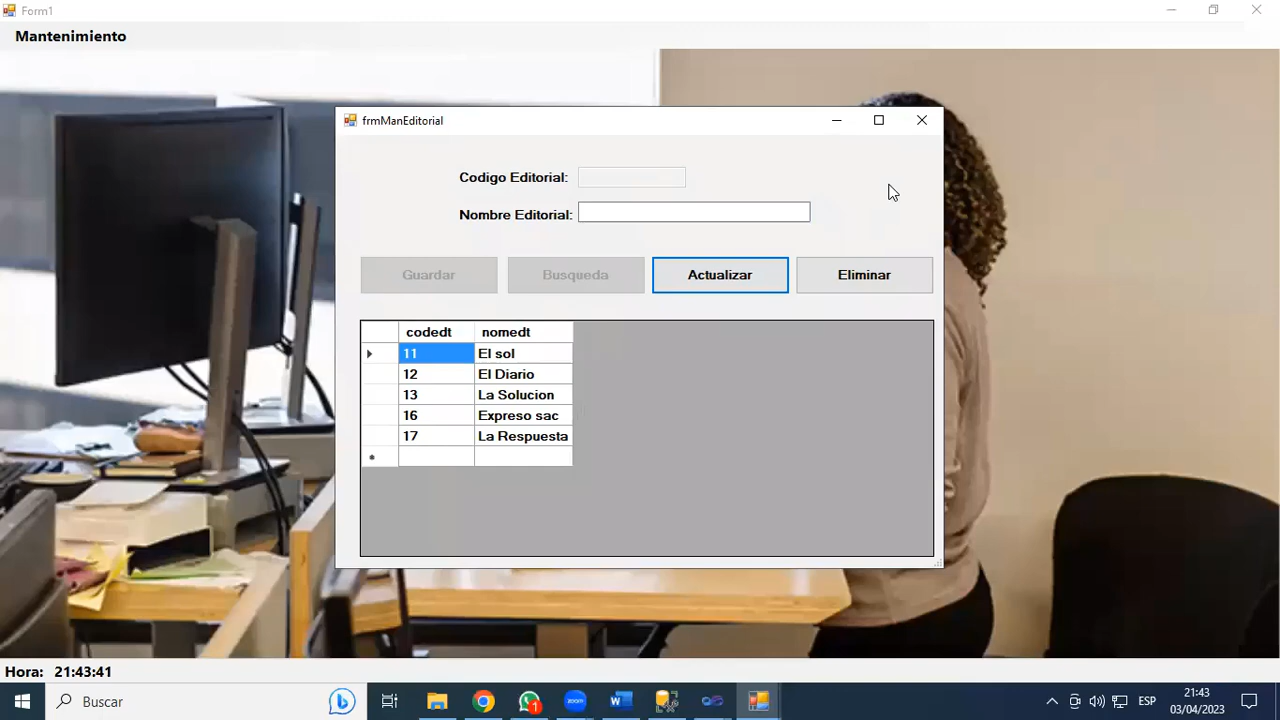 Form1
Mantenimiento
frmManEditorial
Codigo Editorial:
Nombre Editorial:
Guardar Busqueda Actualizar Eliminar
codedt nomedt
11 El sol
12 El Diario
13 La Solucion
16 Expreso sac
17 La Respuesta
Hora: 21:43:41
Buscar
1
zoom
ESP
21:43
03/04/2023